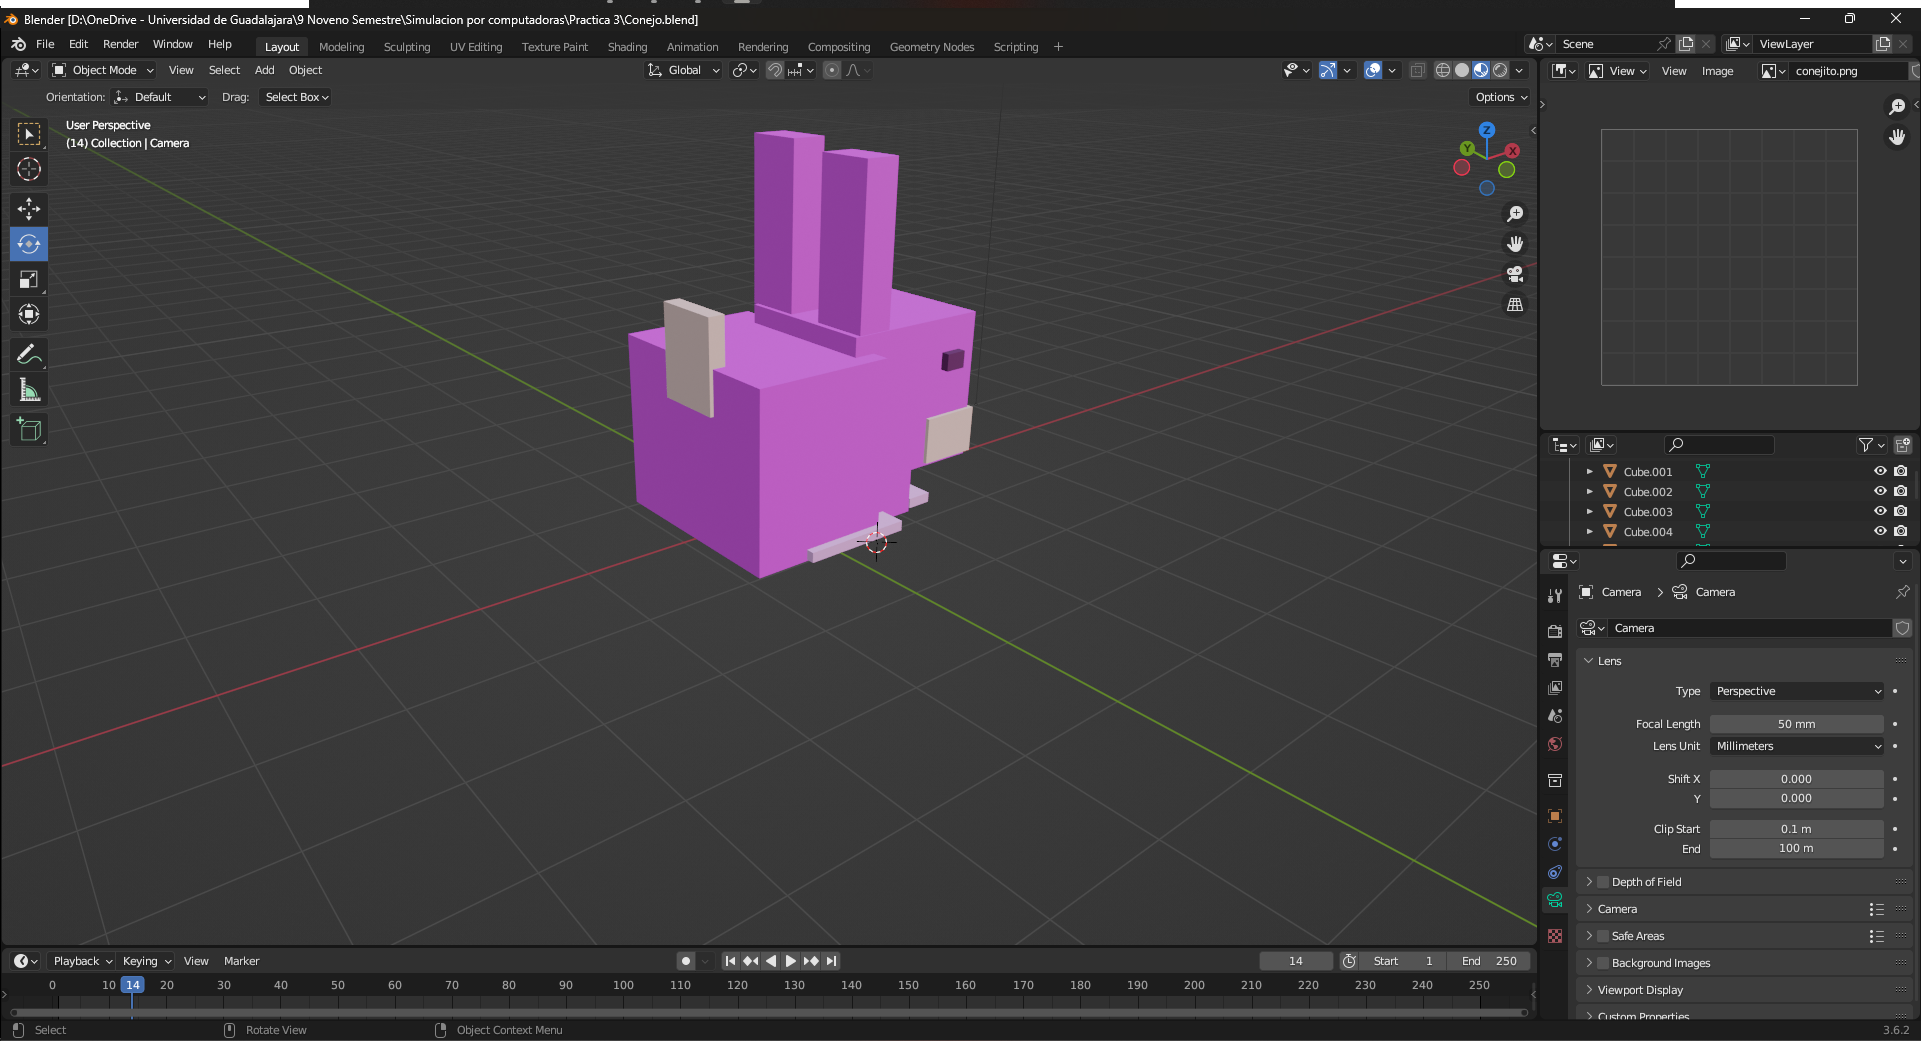 Blender [D:\OneDrive - Universidad de Guadalajara\9 Noveno Semestre\Simulacion por computadoras\Practica 3\Conejo.blend]
File Edit Render Window Help Layout Modeling Sculpting UV Editing Texture Paint Shading Animation Rendering Compositing Geometry Nodes Scripting + Scene ViewLayer
Object Mode View Select Add Object Global View View Image conejito.png
Orientation: Default Drag: Select Box Options
User Perspective
(14) Collection | Camera
Z
Y X
Cube.001
Cube.002
Cube.003
Cube.004
Camera > Camera
Camera
Lens
Type Perspective
Focal Length 50 mm
Lens Unit Millimeters
Shift X 0.000
Y 0.000
Clip Start 0.1 m
End 100 m
Depth of Field
Camera
Safe Areas
Background Images
Viewport Display
Custom Properties
Playback Keying View Marker 14 Start 1 End 250
0 10 14 20 30 40 50 60 70 80 90 100 110 120 130 140 150 160 170 180 190 200 210 220 230 240 250
Select Rotate View Object Context Menu 3.6.2